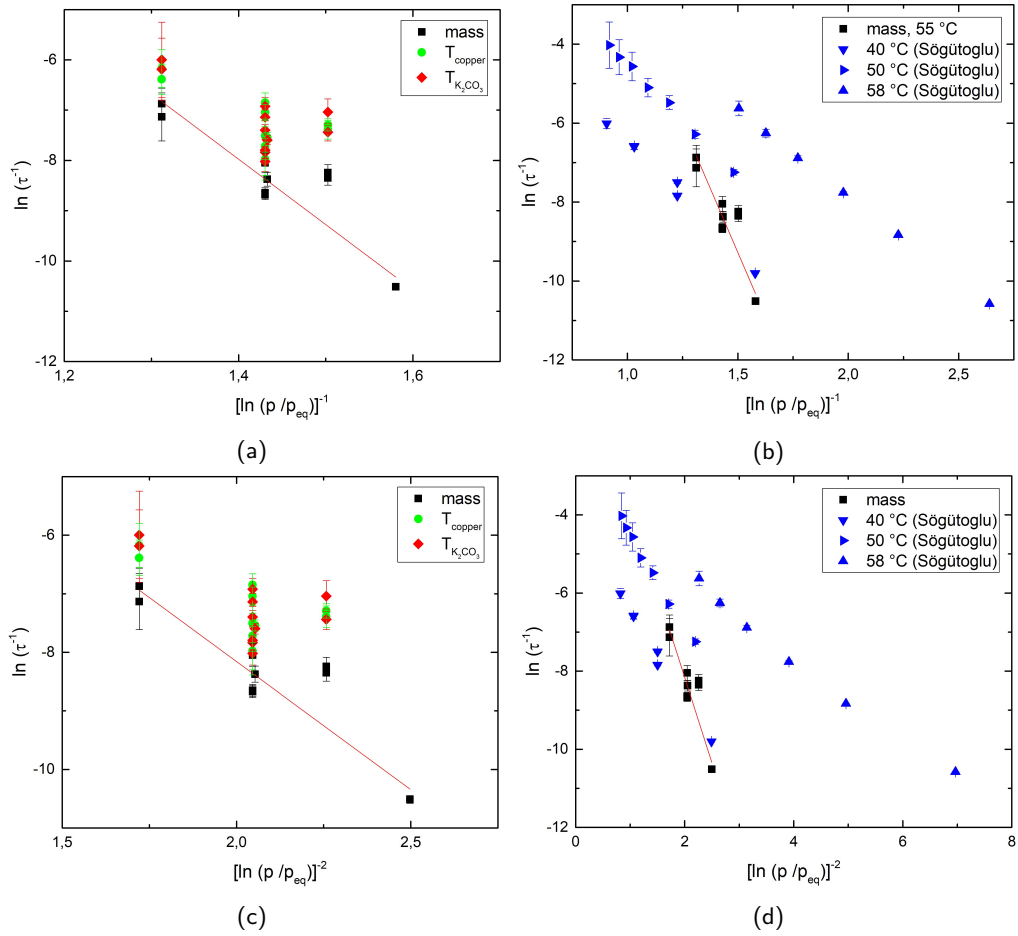 mass
T_copper
T_K₂CO₃
-6
-8
-10
-12
ln (τ⁻¹)
1,2
1,4
1,6
[ln (p /p_eq)]⁻¹
(a)
mass, 55 °C
40 °C (Sögütoglu)
50 °C (Sögütoglu)
58 °C (Sögütoglu)
-4
-6
-8
-10
-12
ln (τ⁻¹)
1,0
1,5
2,0
2,5
[ln (p /p_eq)]⁻¹
(b)
mass
T_copper
T_K₂CO₃
-6
-8
-10
ln (τ⁻¹)
1,5
2,0
2,5
[ln (p /p_eq)]⁻²
(c)
mass
40 °C (Sögütoglu)
50 °C (Sögütoglu)
58 °C (Sögütoglu)
-4
-6
-8
-10
-12
ln (τ⁻¹)
0
2
4
6
8
[ln (p /p_eq)]⁻²
(d)